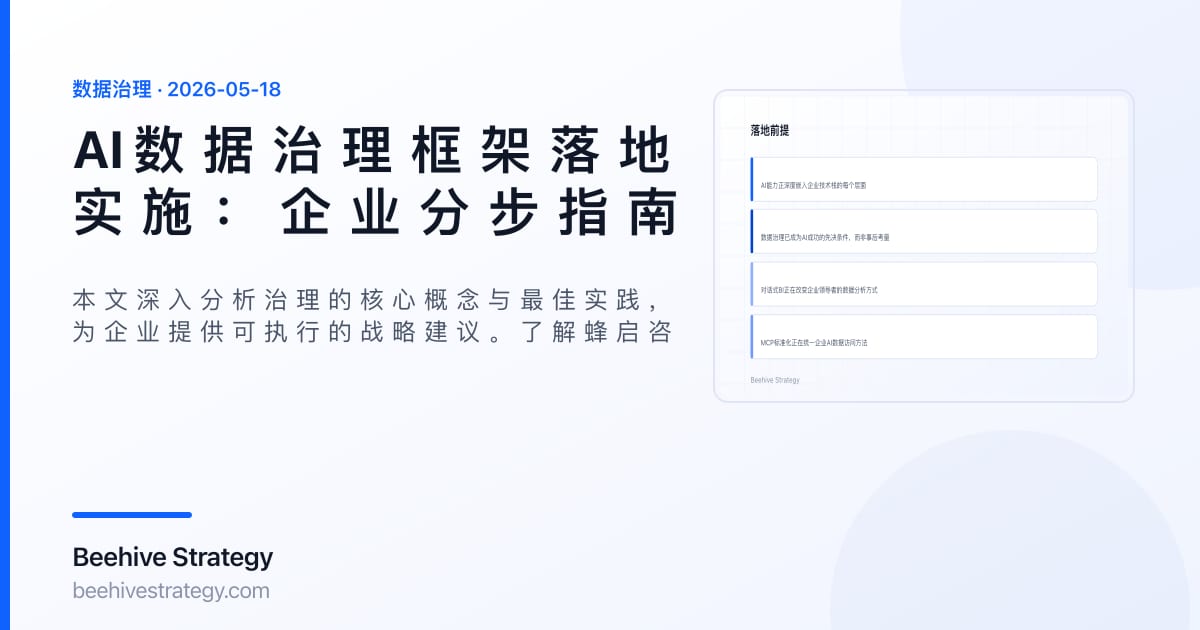 数据治理 · 2026-05-18
AI数据治理框架落地
实施：企业分步指南
本文深入分析治理的核心概念与最佳实践，
为企业提供可执行的战略建议。了解蜂启咨
落地前提
AI能力正深度嵌入企业技术栈的每个层面
数据治理已成为AI成功的先决条件，而非事后考量
对话式BI正在改变企业领导者的数据分析方式
MCP标准化正在统一企业AI数据访问方法
Beehive Strategy
Beehive Strategy
beehivestrategy.com